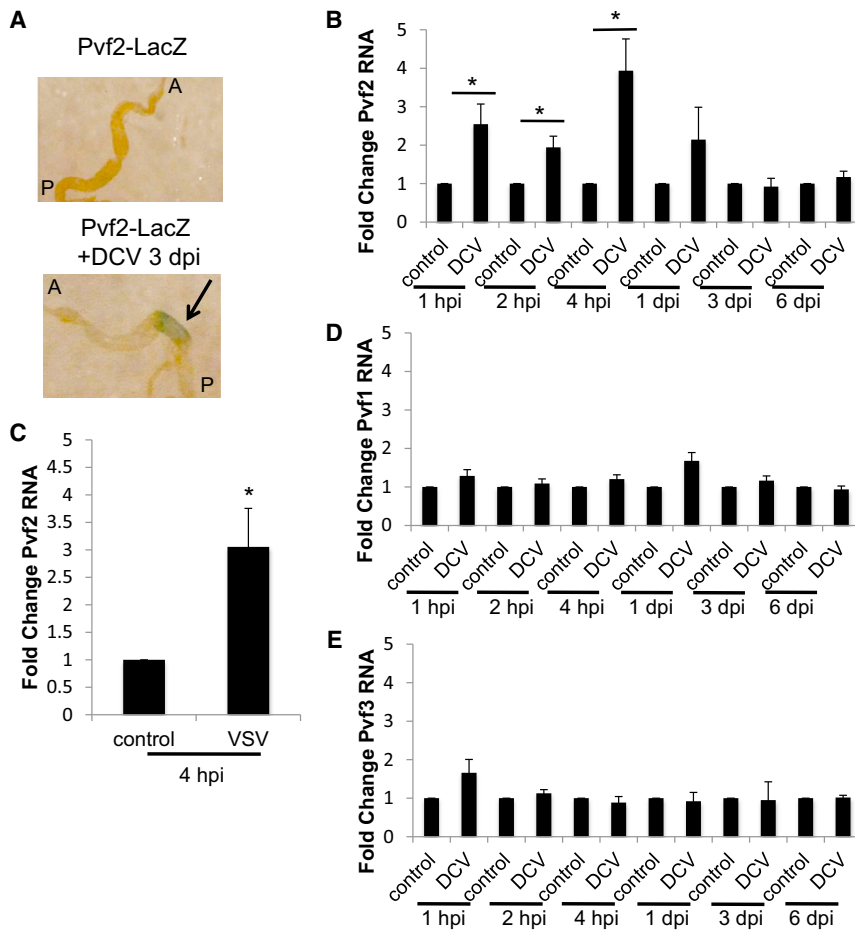 A
Pvf2-LacZ
A
P
Pvf2-LacZ
+DCV 3 dpi
A
P
B
Fold Change Pvf2 RNA
5
4
3
2
1
0
* * *
control DCV control DCV control DCV control DCV control DCV control DCV
1 hpi 2 hpi 4 hpi 1 dpi 3 dpi 6 dpi
C
Fold Change Pvf2 RNA
5
4.5
4
3.5
3
2.5
2
1.5
1
0.5
0
*
control VSV
4 hpi
D
Fold Change Pvf1 RNA
5
4
3
2
1
0
control DCV control DCV control DCV control DCV control DCV control DCV
1 hpi 2 hpi 4 hpi 1 dpi 3 dpi 6 dpi
E
Fold Change Pvf3 RNA
5
4
3
2
1
0
control DCV control DCV control DCV control DCV control DCV control DCV
1 hpi 2 hpi 4 hpi 1 dpi 3 dpi 6 dpi